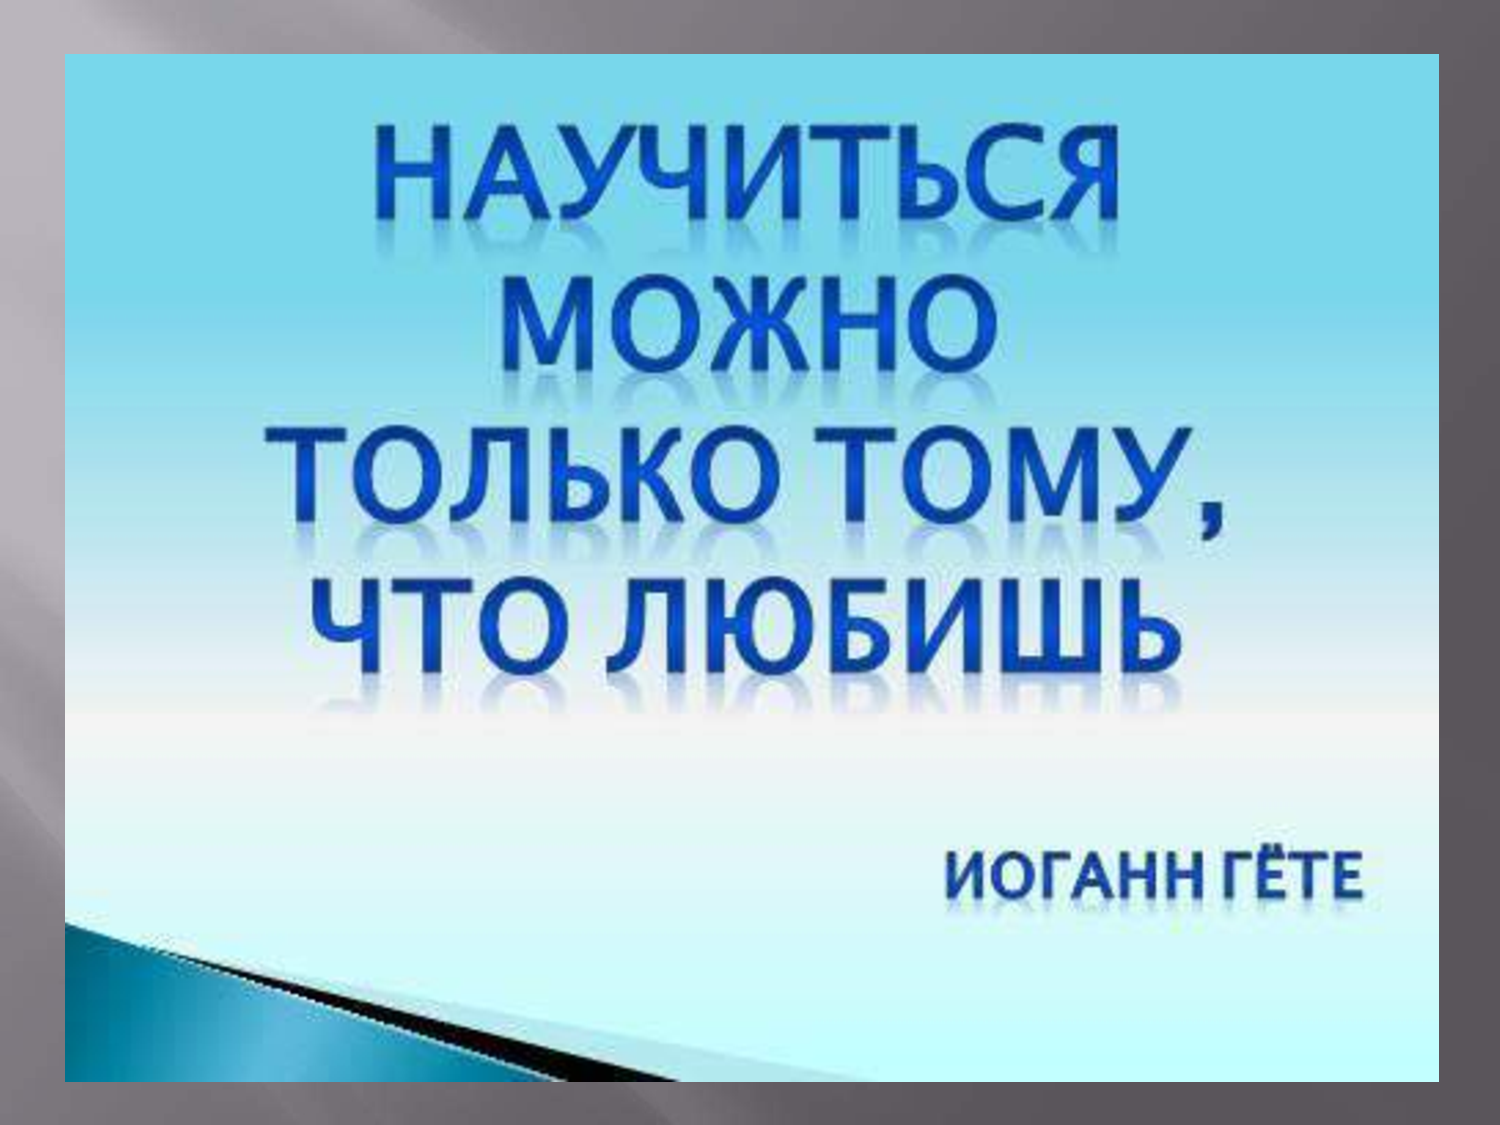 НАУЧИТЬСЯ
МОЖНО
ТОЛЬКО ТОМУ,
ЧТО ЛЮБИШЬ
ИОГАНН ГЁТЕ